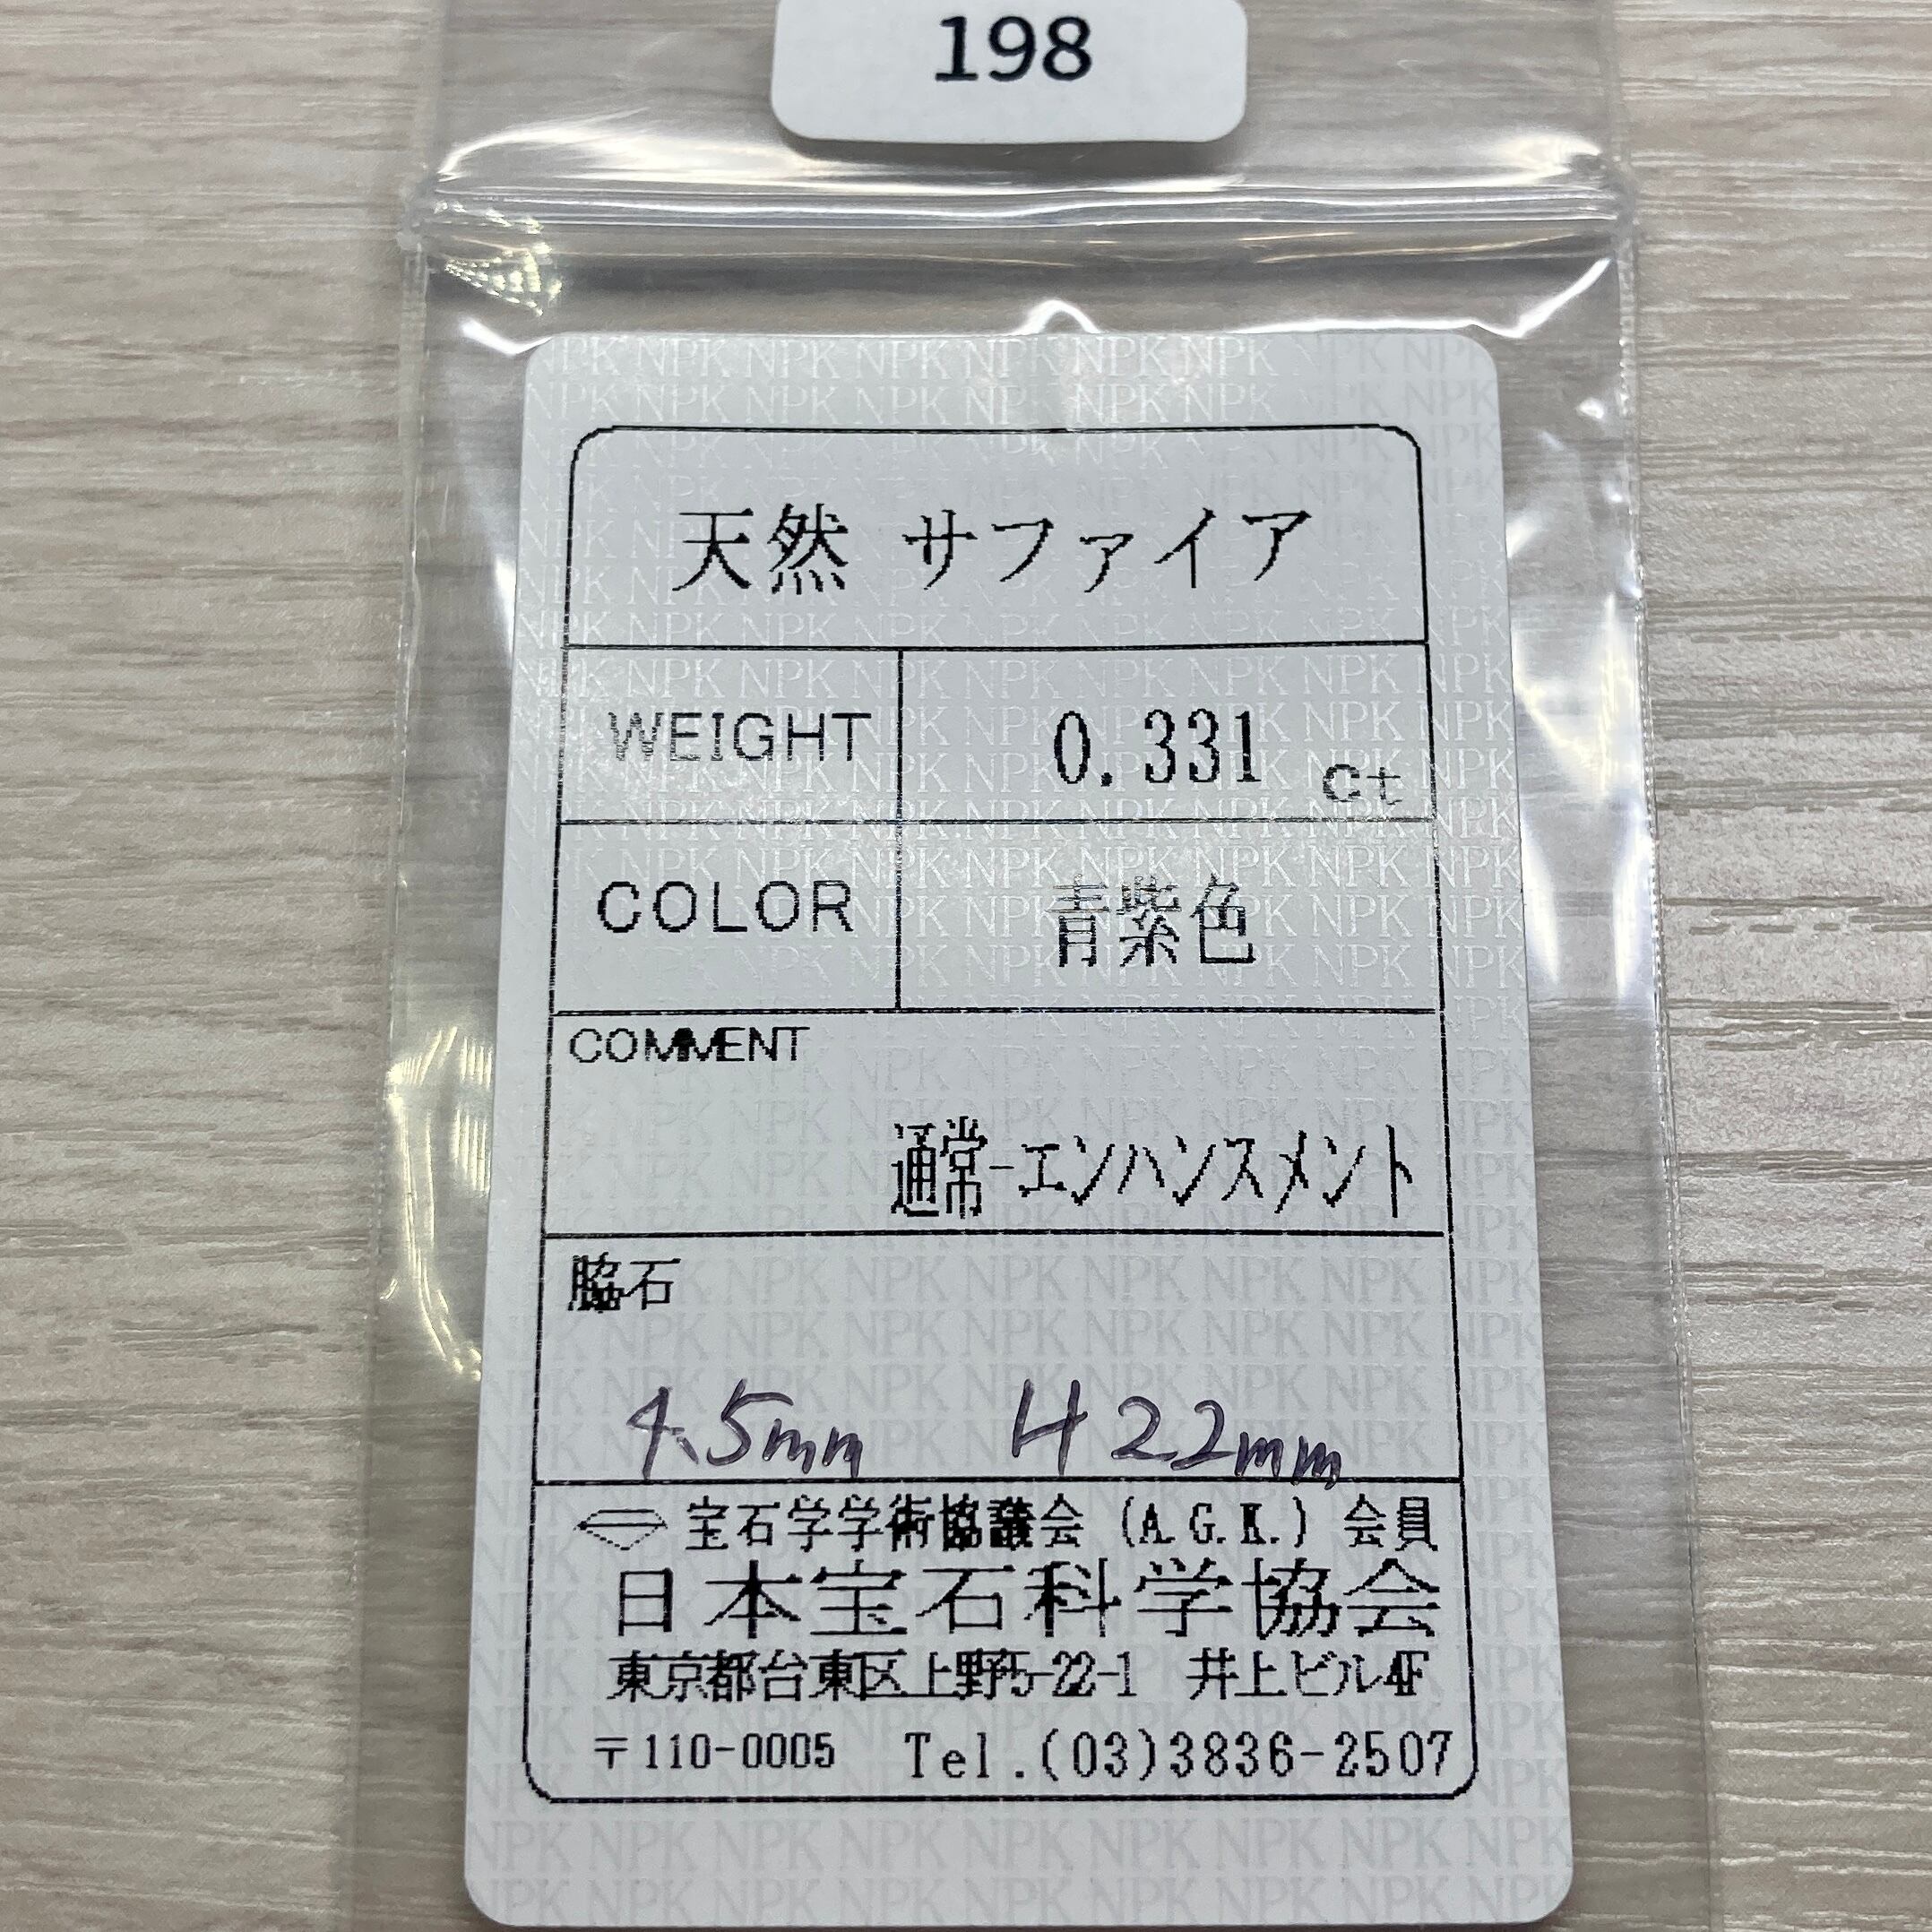 198
天然 サファイア
WEIGHT 0.331 ct
COLOR 青紫色
COMMENT
通常-エンハンスメント
脇石
4.5mm H 2.2mm
宝石学学術協議会 (A.G.K.) 会員
日本宝石科学協会
東京都台東区上野5-22-1 井上ビル4F
〒110-0005 Tel.(03)3836-2507